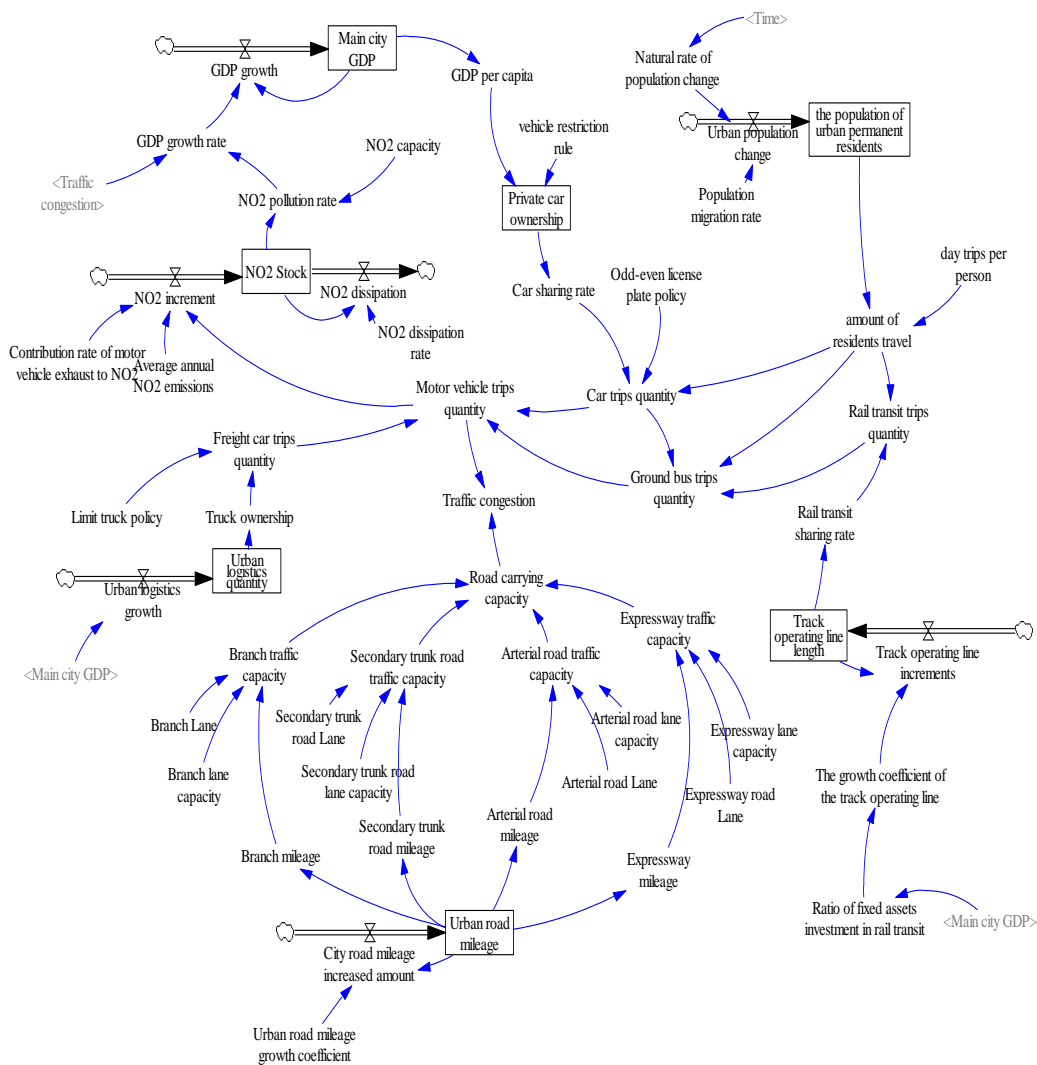 <Time>
Main city
GDP
GDP growth
GDP per capita
Natural rate of
population change
the population of
urban permanent
residents
Urban population
change
vehicle restriction
rule
GDP growth rate
NO2 capacity
<Traffic
congestion>
NO2 pollution rate
Private car
ownership
Population
migration rate
NO2 Stock
NO2 increment
NO2 dissipation
Car sharing rate
Odd-even license
plate policy
day trips per
person
amount of
residents travel
NO2 dissipation
rate
Contribution rate of motor
vehicle exhaust to NO2
Average annual
NO2 emissions
Motor vehicle trips
quantity
Car trips quantity
Rail transit trips
quantity
Freight car trips
quantity
Ground bus trips
quantity
Limit truck policy
Truck ownership
Traffic congestion
Rail transit
sharing rate
Urban
logistics
quantity
Urban logistics
growth
Road carrying
capacity
Expressway traffic
capacity
Track
operating line
length
Track operating line
increments
<Main city GDP>
Branch traffic
capacity
Secondary trunk road
traffic capacity
Arterial road traffic
capacity
Branch Lane
Secondary trunk
road Lane
Arterial road lane
capacity
Expressway lane
capacity
Branch lane
capacity
Secondary trunk road
lane capacity
Arterial road Lane
Expressway road
Lane
The growth coefficient of
the track operating line
Branch mileage
Secondary trunk
road mileage
Arterial road
mileage
Expressway
mileage
Ratio of fixed assets
investment in rail transit
<Main city GDP>
Urban road
mileage
City road mileage
increased amount
Urban road mileage
growth coefficient